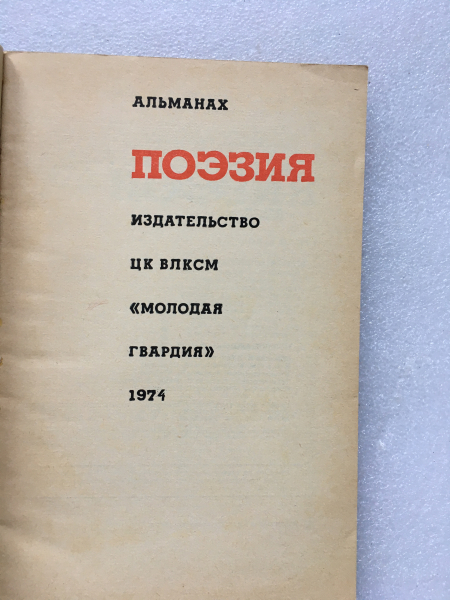 АЛЬМАНАХ
ПОЭЗИЯ
ИЗДАТЕЛЬСТВО
ЦК ВЛКСМ
«МОЛОДАЯ
ГВАРДИЯ»
1974